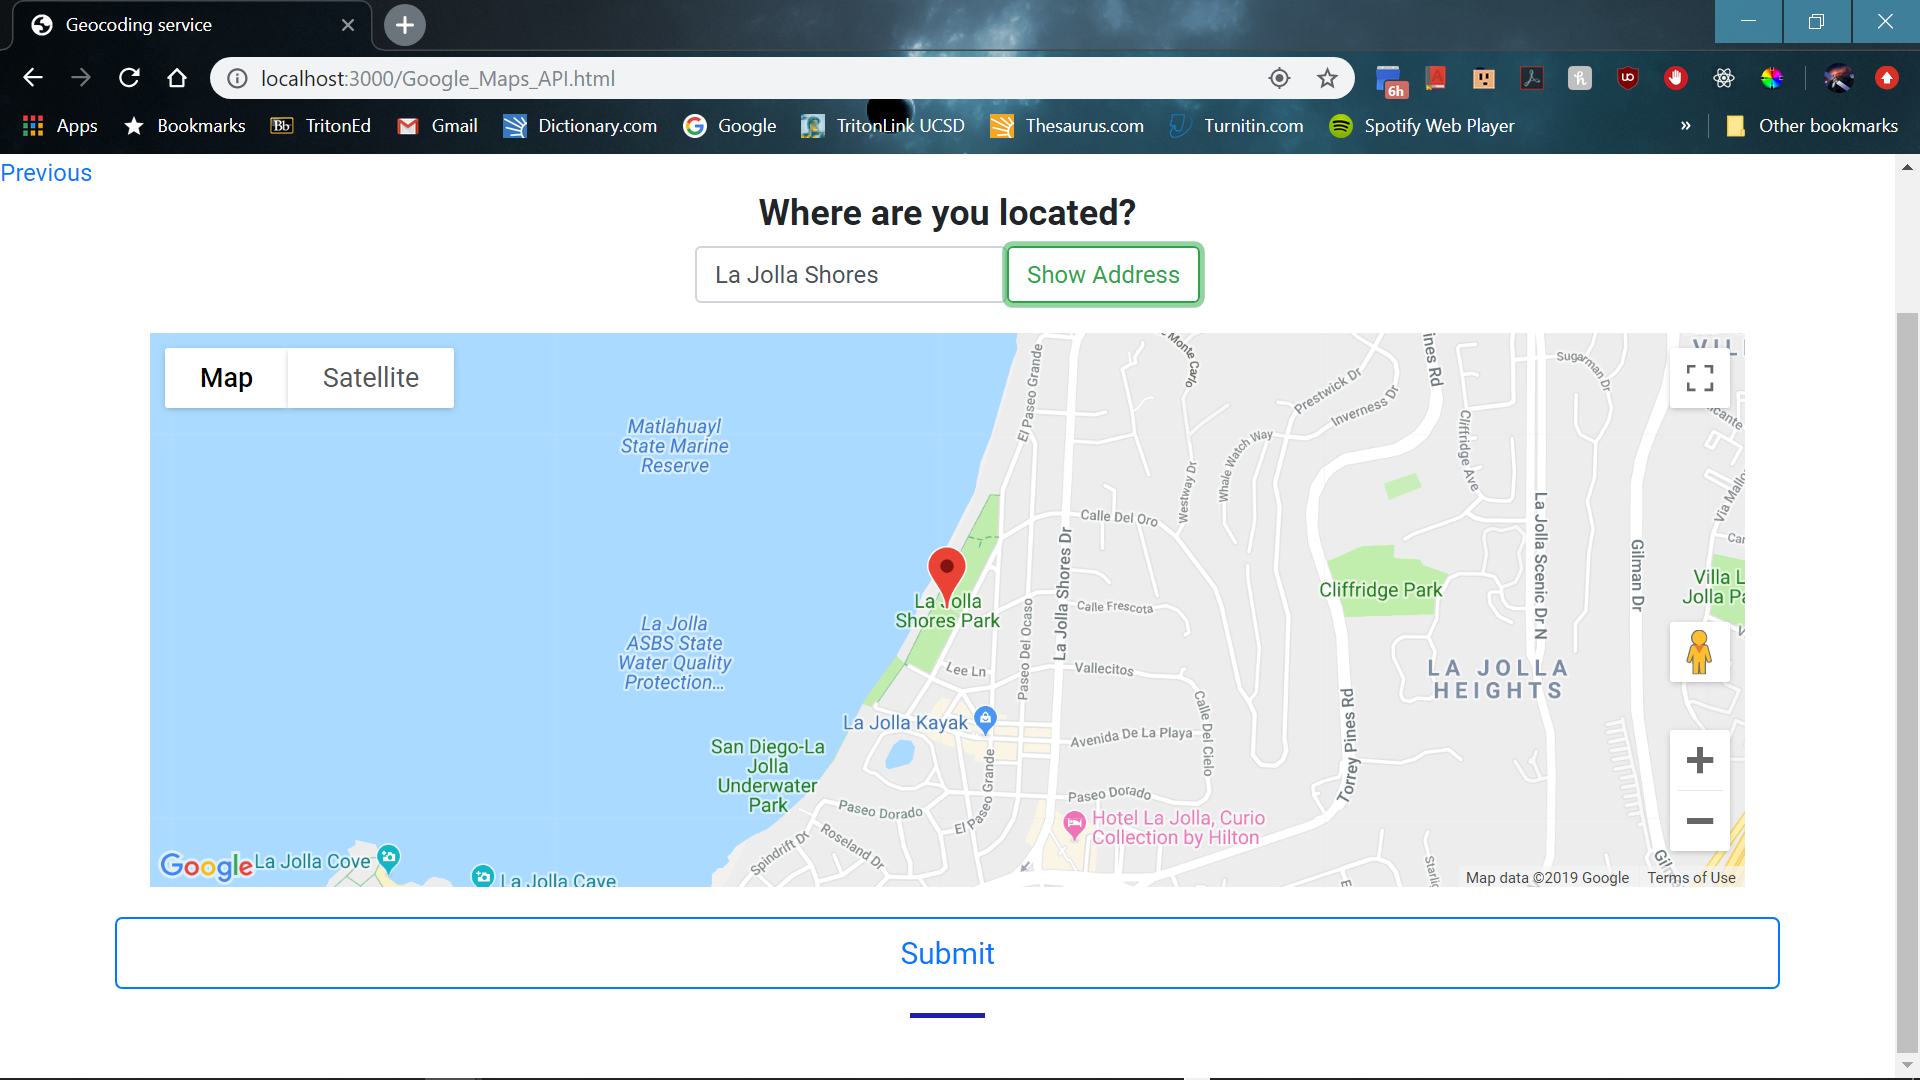 Geocoding service
localhost:3000/Google_Maps_API.html
6h
Apps
Bookmarks
Bb
TritonEd
Gmail
Dictionary.com
Google
TritonLink UCSD
Thesaurus.com
Turnitin.com
Spotify Web Player
»
Other bookmarks
Previous
Where are you located?
La Jolla Shores
Show Address
Map
Satellite
Matlahuayl
State Marine
Reserve
El Paseo Grande
Monte Carlo
Prestwick Dr
Inverness Dr
Whale Watch Way
Westway Dr
Cliffridge Ave
Sugarman Dr
Calle Del Oro
La Jolla Shores Dr
La Jolla Scenic Dr N
Gilman Dr
La Jolla
Shores Park
Calle Frescota
Cliffridge Park
Villa L
Jolla Pa
La Jolla
ASBS State
Water Quality
Protection...
Lee Ln
Paseo Del Ocaso
Vallecitos
Calle Del Cielo
LA JOLLA
HEIGHTS
Torrey Pines Rd
La Jolla Kayak
Avenida De La Playa
San Diego-La
Jolla
Underwater
Park
El Paseo Grande
Paseo Dorado
Paseo Dorado
Roseland Dr
Spindrift Dr
Hotel La Jolla, Curio
Collection by Hilton
Google
La Jolla Cove
La Jolla Cave
Map data ©2019 Google
Terms of Use
Submit